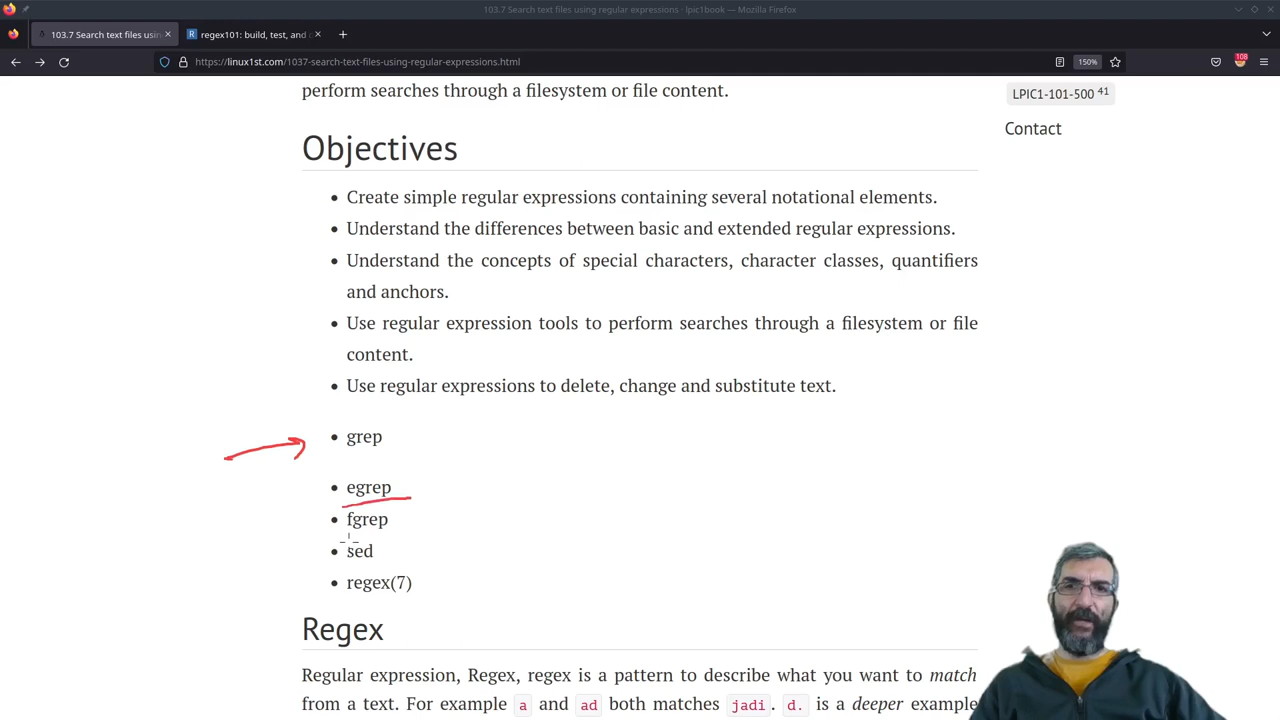 103.7 Search text files using regular expressions · lpic1book — Mozilla Firefox
103.7 Search text files usin
regex101: build, test, and
https://linux1st.com/1037-search-text-files-using-regular-expressions.html
150%
108
perform searches through a filesystem or file content.
LPIC1-101-500 41
Contact
Objectives
• Create simple regular expressions containing several notational elements.
• Understand the differences between basic and extended regular expressions.
• Understand the concepts of special characters, character classes, quantifiers
and anchors.
• Use regular expression tools to perform searches through a filesystem or file
content.
• Use regular expressions to delete, change and substitute text.
• grep
• egrep
• fgrep
• sed
• regex(7)
Regex
Regular expression, Regex, regex is a pattern to describe what you want to match
from a text. For example a and ad both matches jadi. d. is a deeper example